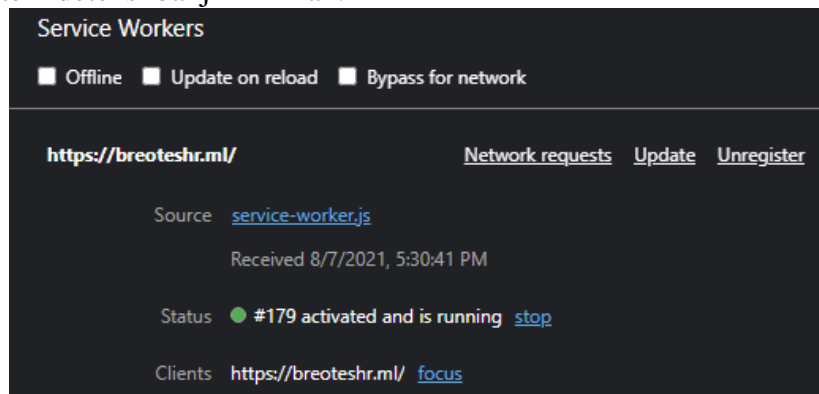 Service Workers
Offline Update on reload Bypass for network
https://breoteshr.ml/ Network requests Update Unregister
Source service-worker.js
Received 8/7/2021, 5:30:41 PM
Status #179 activated and is running stop
Clients https://breoteshr.ml/ focus